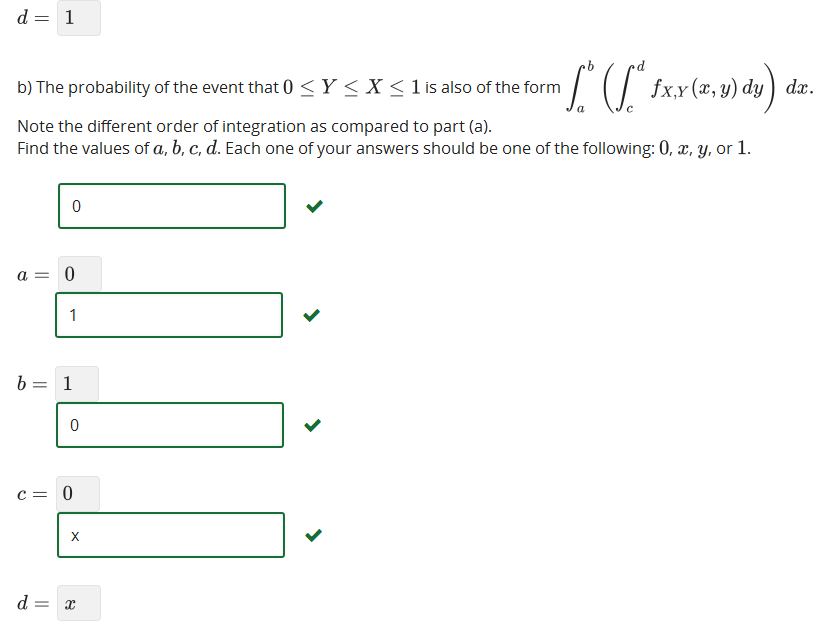 d = 1
b) The probability of the event that 0 ≤ Y ≤ X ≤ 1 is also of the form ∫_a^b (∫_c^d f_{X,Y}(x, y) dy) dx.
Note the different order of integration as compared to part (a).
Find the values of a, b, c, d. Each one of your answers should be one of the following: 0, x, y, or 1.
0
a = 0
1
b = 1
0
c = 0
x
d = x